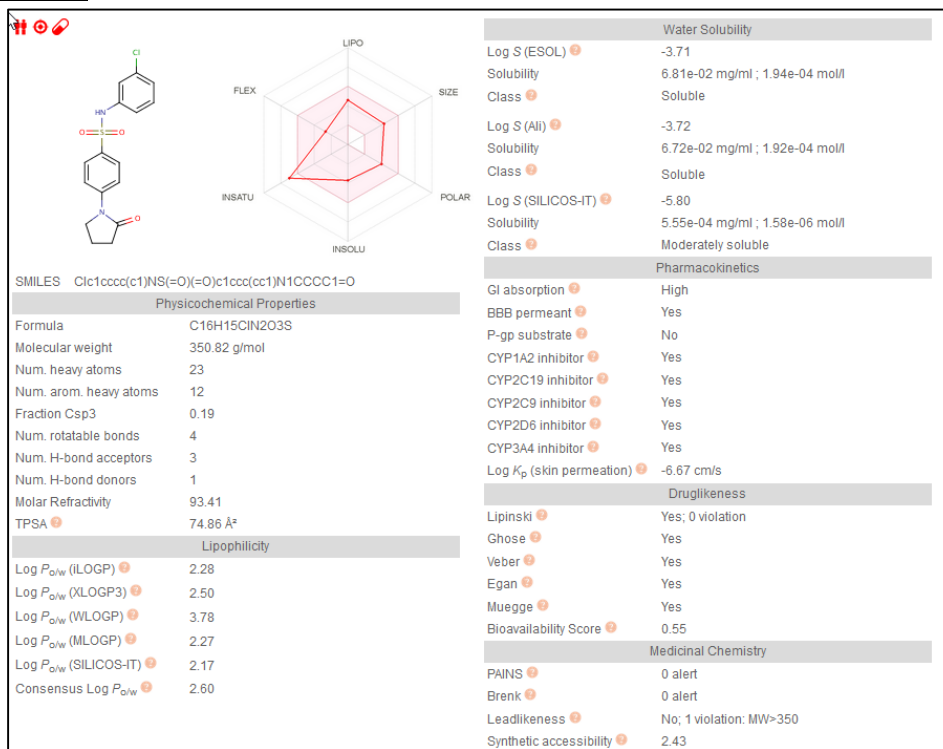 Cl
HN
O
S
O
N
O
LIPO
FLEX
SIZE
INSATU
POLAR
INSOLU
SMILES Clc1cccc(c1)NS(=O)(=O)c1ccc(cc1)N1CCCC1=O
Physicochemical Properties
Formula C16H15ClN2O3S
Molecular weight 350.82 g/mol
Num. heavy atoms 23
Num. arom. heavy atoms 12
Fraction Csp3 0.19
Num. rotatable bonds 4
Num. H-bond acceptors 3
Num. H-bond donors 1
Molar Refractivity 93.41
TPSA ? 74.86 Å²
Lipophilicity
Log Po/w (iLOGP) ? 2.28
Log Po/w (XLOGP3) ? 2.50
Log Po/w (WLOGP) ? 3.78
Log Po/w (MLOGP) ? 2.27
Log Po/w (SILICOS-IT) ? 2.17
Consensus Log Po/w ? 2.60
Water Solubility
Log S (ESOL) ? -3.71
Solubility 6.81e-02 mg/ml ; 1.94e-04 mol/l
Class ? Soluble
Log S (Ali) ? -3.72
Solubility 6.72e-02 mg/ml ; 1.92e-04 mol/l
Class ? Soluble
Log S (SILICOS-IT) ? -5.80
Solubility 5.55e-04 mg/ml ; 1.58e-06 mol/l
Class ? Moderately soluble
Pharmacokinetics
GI absorption ? High
BBB permeant ? Yes
P-gp substrate ? No
CYP1A2 inhibitor ? Yes
CYP2C19 inhibitor ? Yes
CYP2C9 inhibitor ? Yes
CYP2D6 inhibitor ? Yes
CYP3A4 inhibitor ? Yes
Log Kp (skin permeation) ? -6.67 cm/s
Druglikeness
Lipinski ? Yes; 0 violation
Ghose ? Yes
Veber ? Yes
Egan ? Yes
Muegge ? Yes
Bioavailability Score ? 0.55
Medicinal Chemistry
PAINS ? 0 alert
Brenk ? 0 alert
Leadlikeness ? No; 1 violation: MW>350
Synthetic accessibility ? 2.43